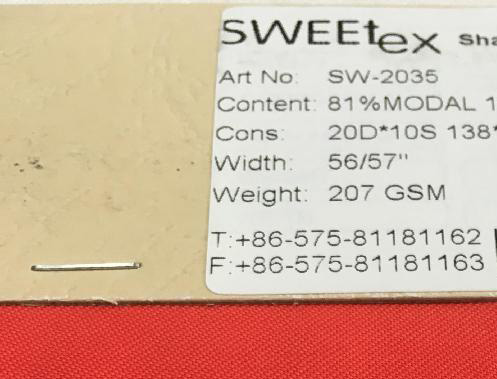 SWEEtex Sha
Art No: SW-2035
Content: 81%MODAL 1
Cons: 20D*10S 138*
Width: 56/57"
Weight: 207 GSM
T:+86-575-81181162
F:+86-575-81181163